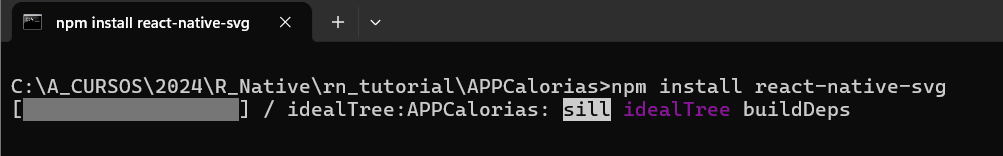 npm install react-native-svg
C:\A_CURSOS\2024\R_Native\rn_tutorial\APPCalorias>npm install react-native-svg
[                  ] / idealTree:APPCalorias: sill idealTree buildDeps